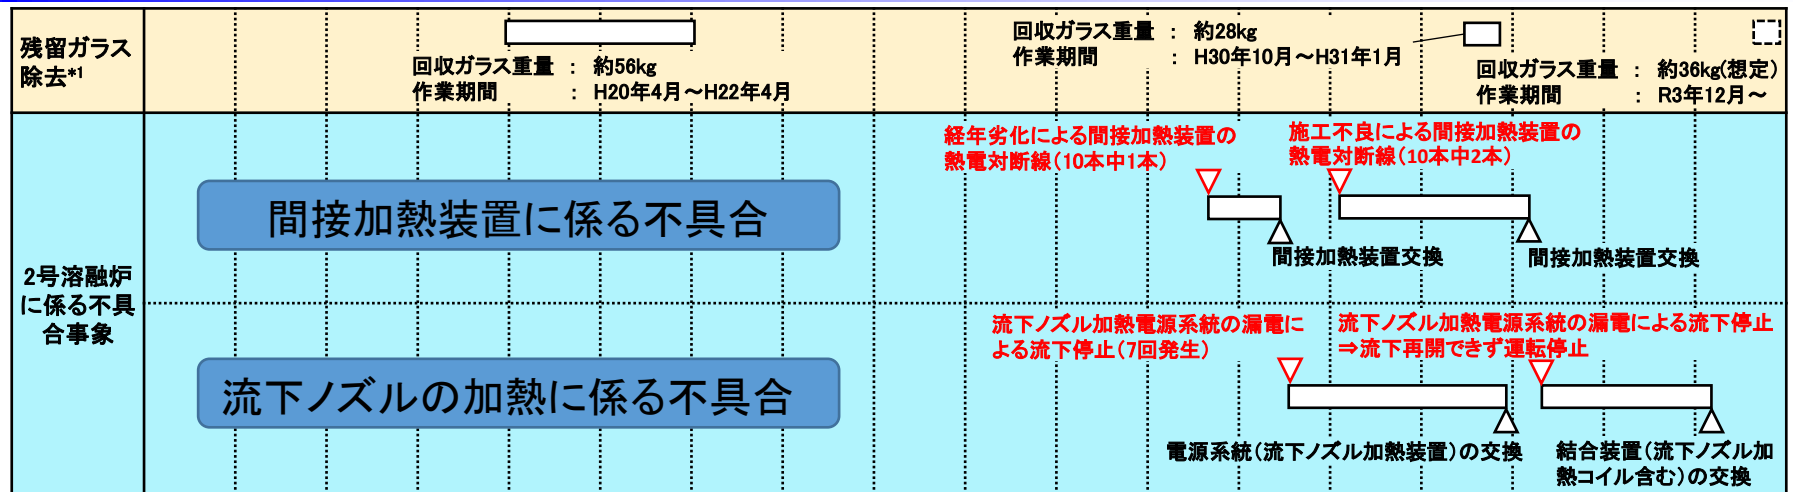 残留ガラス
除去*1
回収ガラス重量 : 約56kg
作業期間 : H20年4月～H22年4月
回収ガラス重量 : 約28kg
作業期間 : H30年10月～H31年1月
回収ガラス重量 : 約36kg(想定)
作業期間 : R3年12月～
2号溶融炉
に係る不具
合事象
間接加熱装置に係る不具合
経年劣化による間接加熱装置の
熱電対断線(10本中1本)
施工不良による間接加熱装置の
熱電対断線(10本中2本)
間接加熱装置交換
間接加熱装置交換
流下ノズルの加熱に係る不具合
流下ノズル加熱電源系統の漏電に
よる流下停止(7回発生)
流下ノズル加熱電源系統の漏電による流下停止
⇒流下再開できず運転停止
電源系統(流下ノズル加熱装置)の交換
結合装置(流下ノズル加
熱コイル含む)の交換